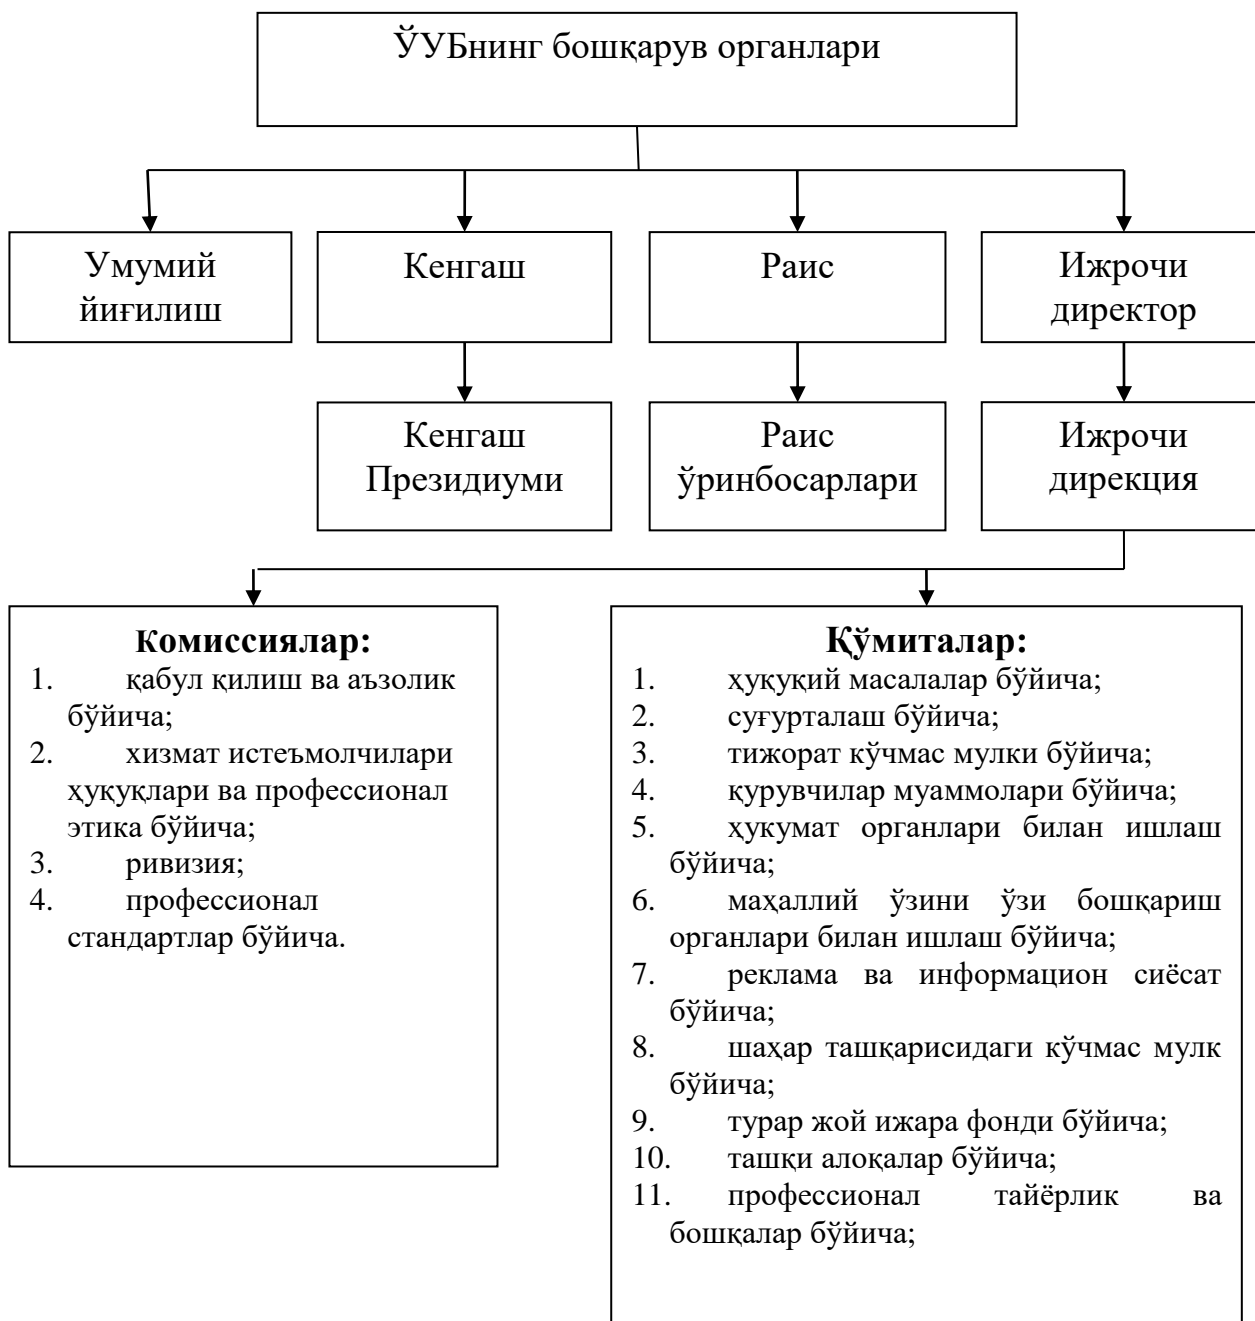 ЎУБнинг бошқарув органлари
Умумий
йиғилиш
Кенгаш
Раис
Ижрочи
директор
Кенгаш
Президиуми
Раис
ўринбосарлари
Ижрочи
дирекция
Комиссиялар:
1. қабул қилиш ва аъзолик
бўйича;
2. хизмат истеъмолчилари
ҳуқуқлари ва профессионал
этика бўйича;
3. ривизия;
4. профессионал
стандартлар бўйича.
Қўмиталар:
1. ҳуқуқий масалалар бўйича;
2. суғурталаш бўйича;
3. тижорат кўчмас мулки бўйича;
4. қурувчилар муаммолари бўйича;
5. ҳукумат органлари билан ишлаш
бўйича;
6. маҳаллий ўзини ўзи бошқариш
органлари билан ишлаш бўйича;
7. реклама ва информацион сиёсат
бўйича;
8. шаҳар ташқарисидаги кўчмас мулк
бўйича;
9. турар жой ижара фонди бўйича;
10. ташқи алоқалар бўйича;
11. профессионал тайёрлик ва
бошқалар бўйича;